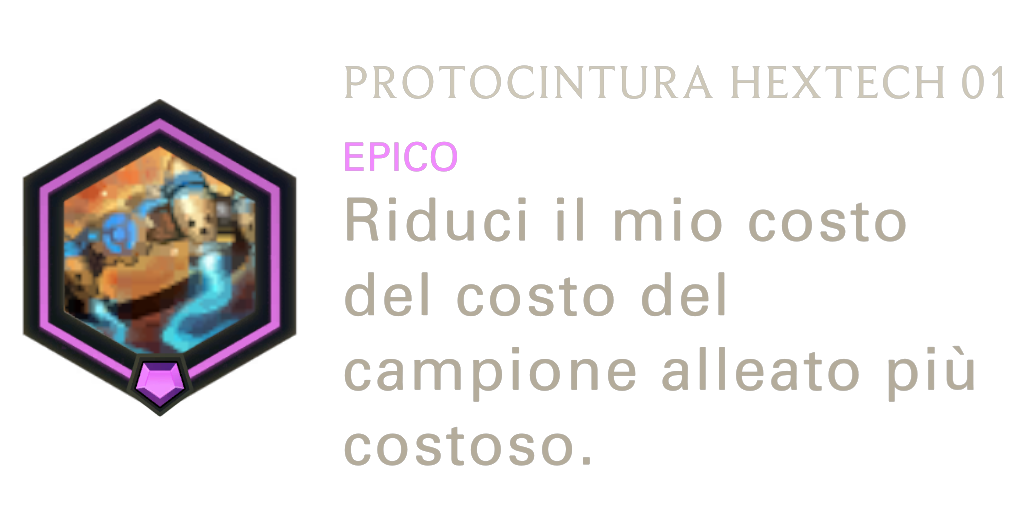 PROTOCINTURA HEXTECH 01
EPICO
Riduci il mio costo
del costo del
campione alleato più
costoso.